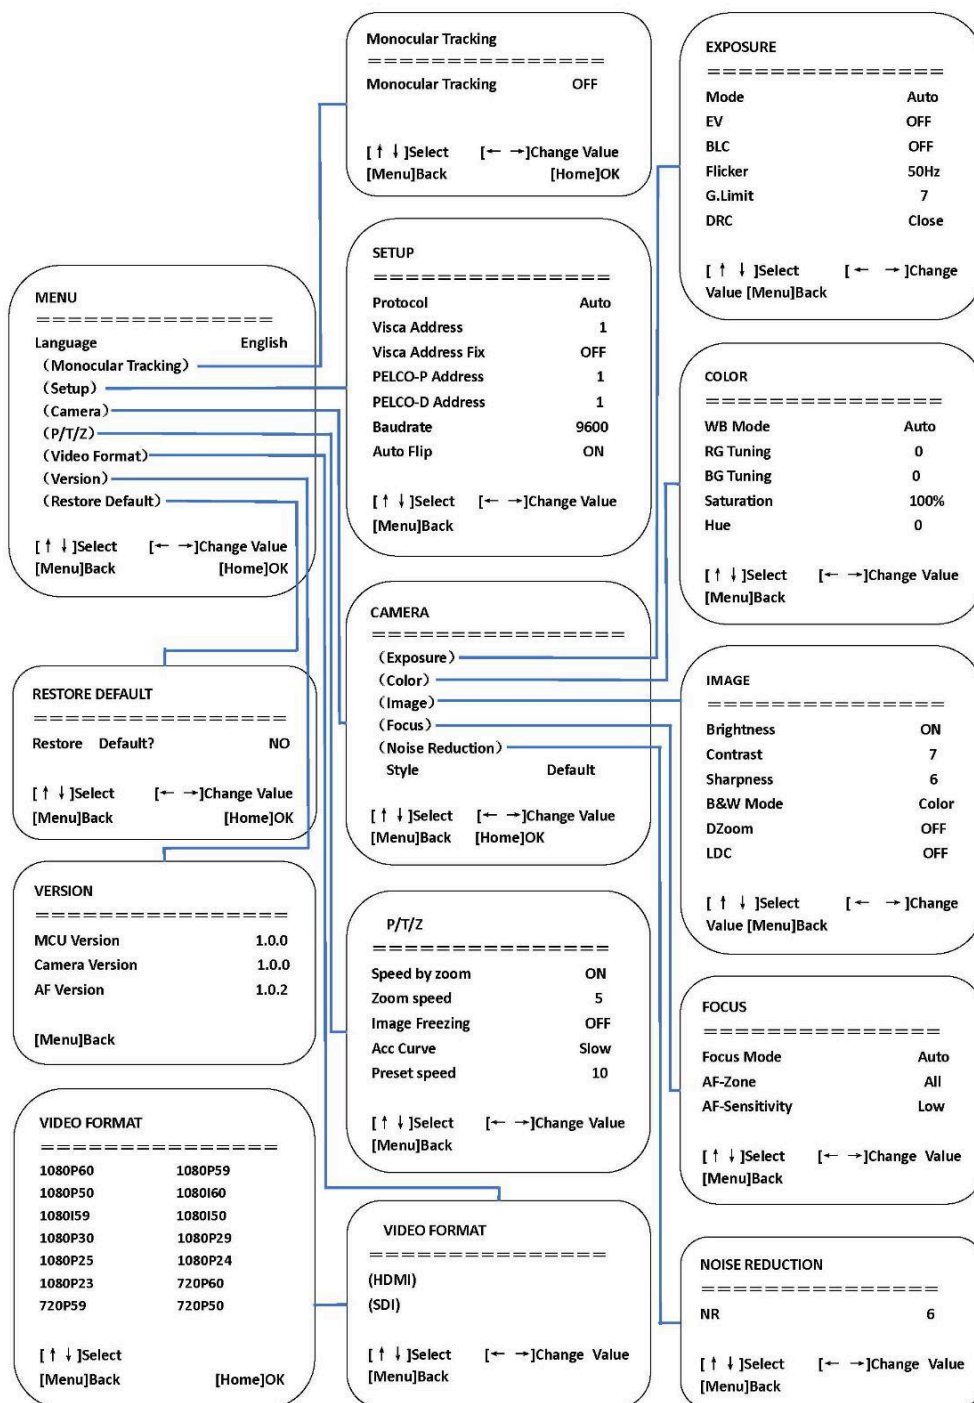 Monocular Tracking
===============
Monocular Tracking OFF
[ ↑ ↓ ]Select [← →]Change Value
[Menu]Back [Home]OK
EXPOSURE
================
Mode Auto
EV OFF
BLC OFF
Flicker 50Hz
G.Limit 7
DRC Close
[ ↑ ↓ ]Select [ ← → ]Change
Value [Menu]Back
MENU
===============
Language English
(Monocular Tracking)
(Setup)
(Camera)
(P/T/Z)
(Video Format)
(Version)
(Restore Default)
[ ↑ ↓ ]Select [← →]Change Value
[Menu]Back [Home]OK
SETUP
===============
Protocol Auto
Visca Address 1
Visca Address Fix OFF
PELCO-P Address 1
PELCO-D Address 1
Baudrate 9600
Auto Flip ON
[ ↑ ↓ ]Select [← →]Change Value
[Menu]Back
COLOR
===============
WB Mode Auto
RG Tuning 0
BG Tuning 0
Saturation 100%
Hue 0
[ ↑ ↓ ]Select [← →]Change Value
[Menu]Back
CAMERA
================
(Exposure)
(Color)
(Image)
(Focus)
(Noise Reduction)
Style Default
[ ↑ ↓ ]Select [← →]Change Value
[Menu]Back [Home]OK
RESTORE DEFAULT
================
Restore Default? NO
[ ↑ ↓ ]Select [← →]Change Value
[Menu]Back [Home]OK
IMAGE
===============
Brightness ON
Contrast 7
Sharpness 6
B&W Mode Color
DZoom OFF
LDC OFF
[ ↑ ↓ ]Select [ ← → ]Change
Value [Menu]Back
VERSION
================
MCU Version 1.0.0
Camera Version 1.0.0
AF Version 1.0.2
[Menu]Back
P/T/Z
===============
Speed by zoom ON
Zoom speed 5
Image Freezing OFF
Acc Curve Slow
Preset speed 10
[ ↑ ↓ ]Select [← →]Change Value
[Menu]Back
FOCUS
===============
Focus Mode Auto
AF-Zone All
AF-Sensitivity Low
[ ↑ ↓ ]Select [← →]Change Value
[Menu]Back
VIDEO FORMAT
===============
1080P60 1080P59
1080P50 1080I60
1080I59 1080I50
1080P30 1080P29
1080P25 1080P24
1080P23 720P60
720P59 720P50
[ ↑ ↓ ]Select
[Menu]Back [Home]OK
VIDEO FORMAT
===============
(HDMI)
(SDI)
[ ↑ ↓ ]Select [← →]Change Value
[Menu]Back
NOISE REDUCTION
===============
NR 6
[ ↑ ↓ ]Select [← →]Change Value
[Menu]Back